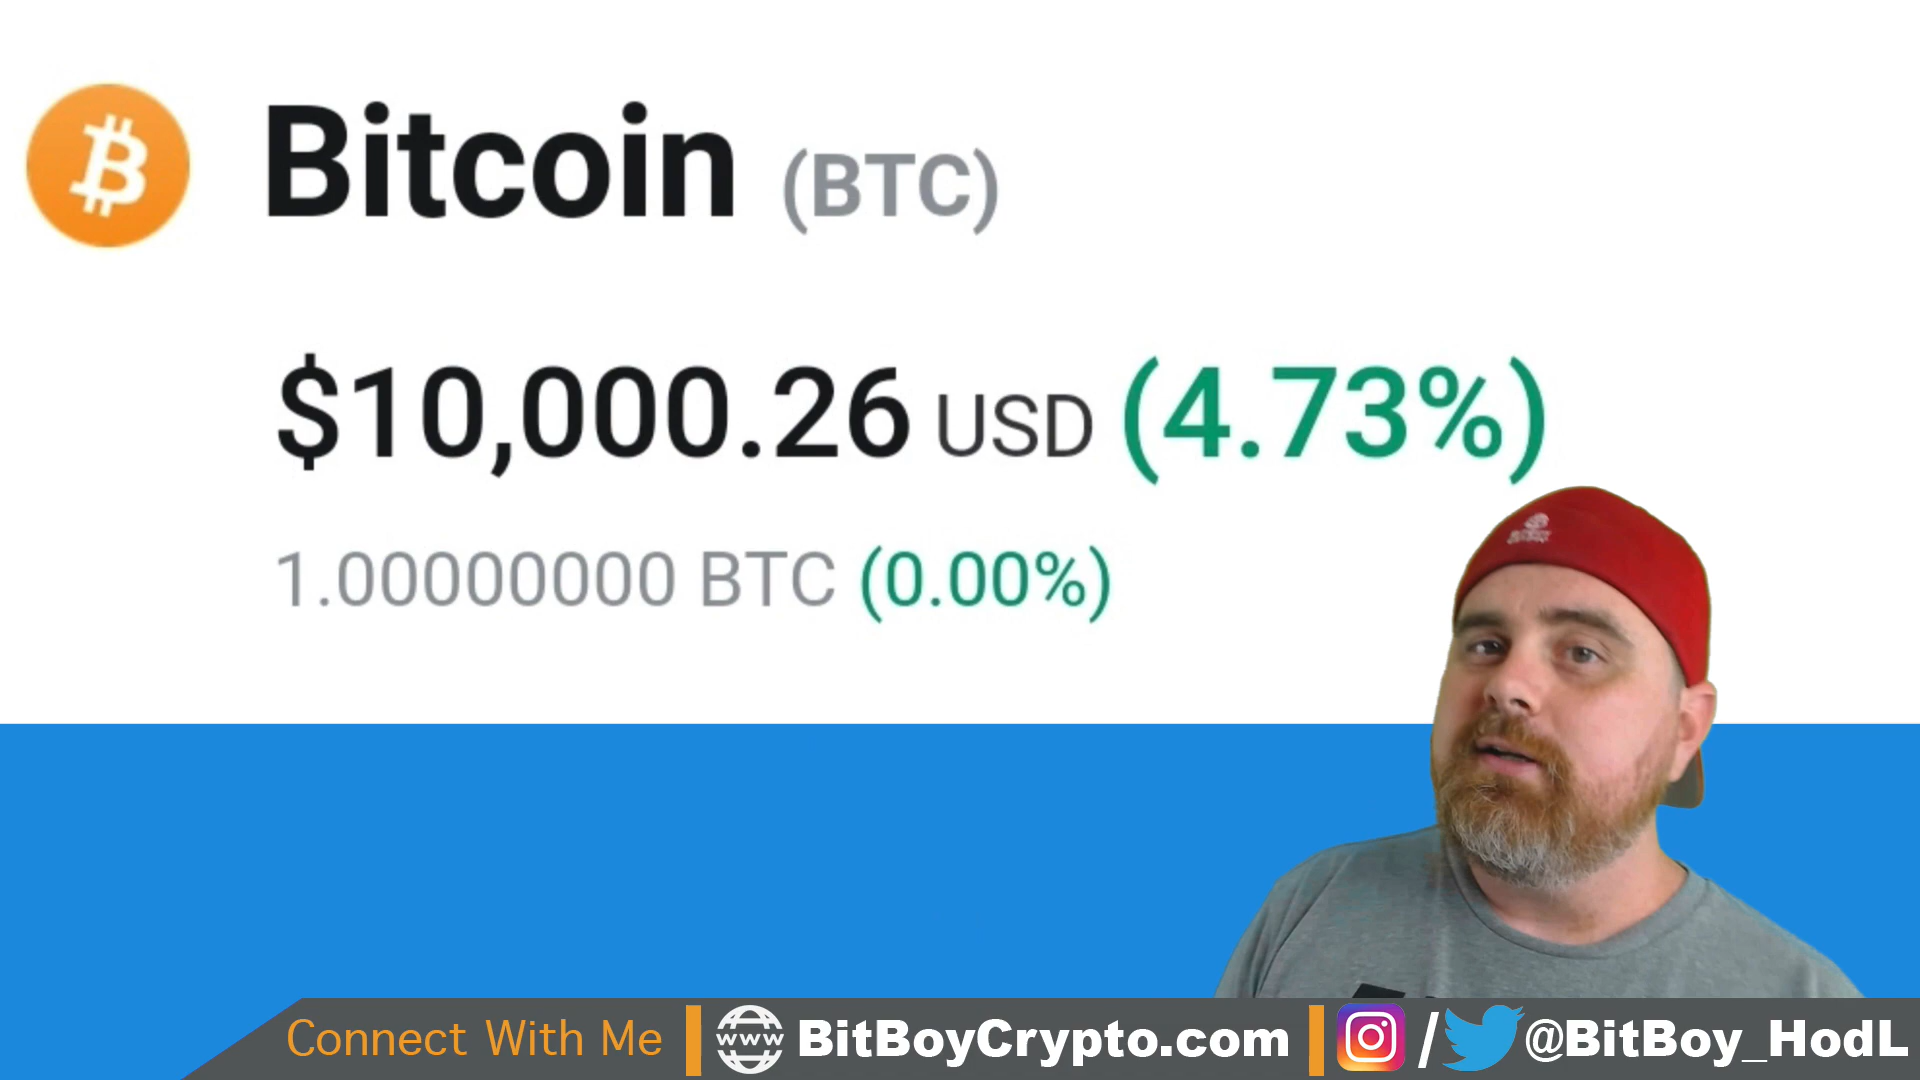 Bitcoin (BTC)
$10,000.26 USD (4.73%)
1.00000000 BTC (0.00%)
Connect With Me www BitBoyCrypto.com / @BitBoy_HodL